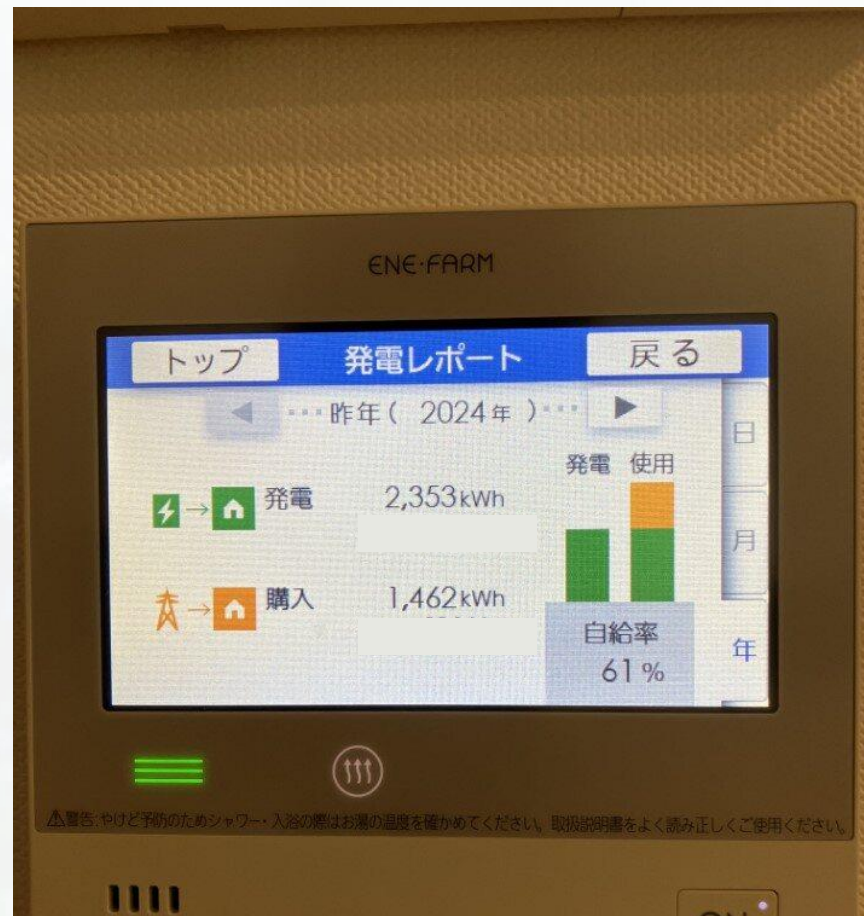 ENE・FARM
トップ 発電レポート 戻る
◀ ･･･昨年( 2024年 )･･･ ▶
日
発電 使用
発電 2,353kWh
月
購入 1,462kWh
自給率
61%
年
⚠警告:やけど予防のためシャワー・入浴の際はお湯の温度を確かめてください。取扱説明書をよく読み正しくご使用ください。